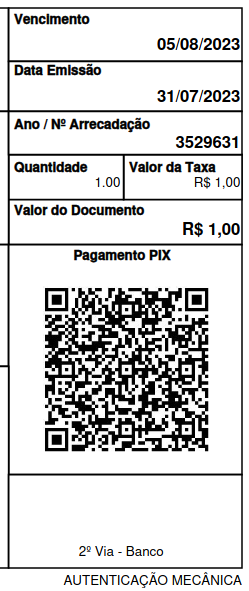 Vencimento
05/08/2023
Data Emissão
31/07/2023
Ano / Nº Arrecadação
3529631
Quantidade
1.00
Valor da Taxa
R$ 1,00
Valor do Documento
R$ 1,00
Pagamento PIX
2º Via - Banco
AUTENTICAÇÃO MECÂNICA